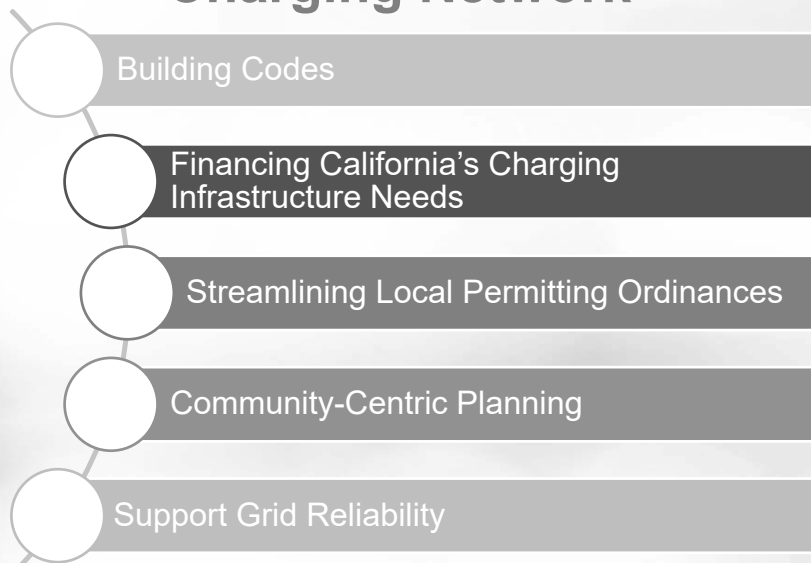 Charging Network
Building Codes
Financing California's Charging
Infrastructure Needs
Streamlining Local Permitting Ordinances
Community-Centric Planning
Support Grid Reliability